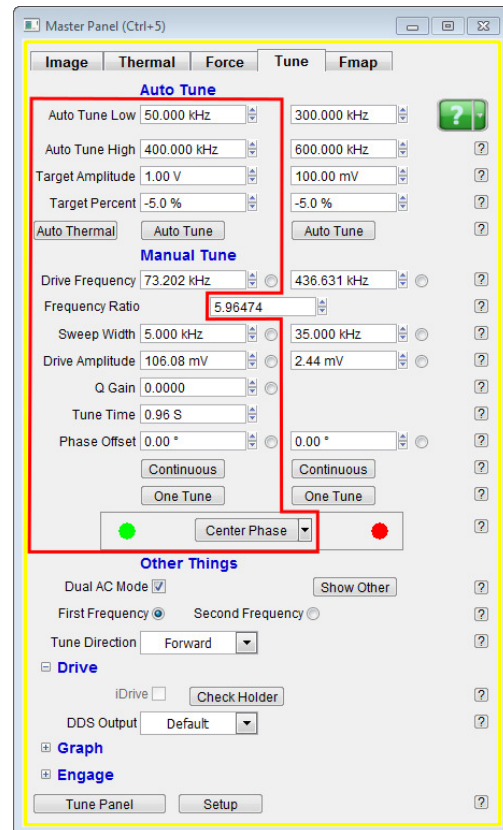 Master Panel (Ctrl+5)
Image Thermal Force Tune Fmap
Auto Tune
Auto Tune Low 50.000 kHz 300.000 kHz ?
Auto Tune High 400.000 kHz 600.000 kHz ?
Target Amplitude 1.00 V 100.00 mV ?
Target Percent -5.0 % -5.0 % ?
Auto Thermal Auto Tune Auto Tune ?
Manual Tune
Drive Frequency 73.202 kHz 436.631 kHz ?
Frequency Ratio 5.96474 ?
Sweep Width 5.000 kHz 35.000 kHz ?
Drive Amplitude 106.08 mV 2.44 mV ?
Q Gain 0.0000 ?
Tune Time 0.96 S ?
Phase Offset 0.00 ° 0.00 ° ?
Continuous Continuous ?
One Tune One Tune ?
Center Phase ?
Other Things
Dual AC Mode Show Other ?
First Frequency Second Frequency ?
Tune Direction Forward ?
Drive
iDrive Check Holder ?
DDS Output Default ?
Graph
Engage
Tune Panel Setup ?